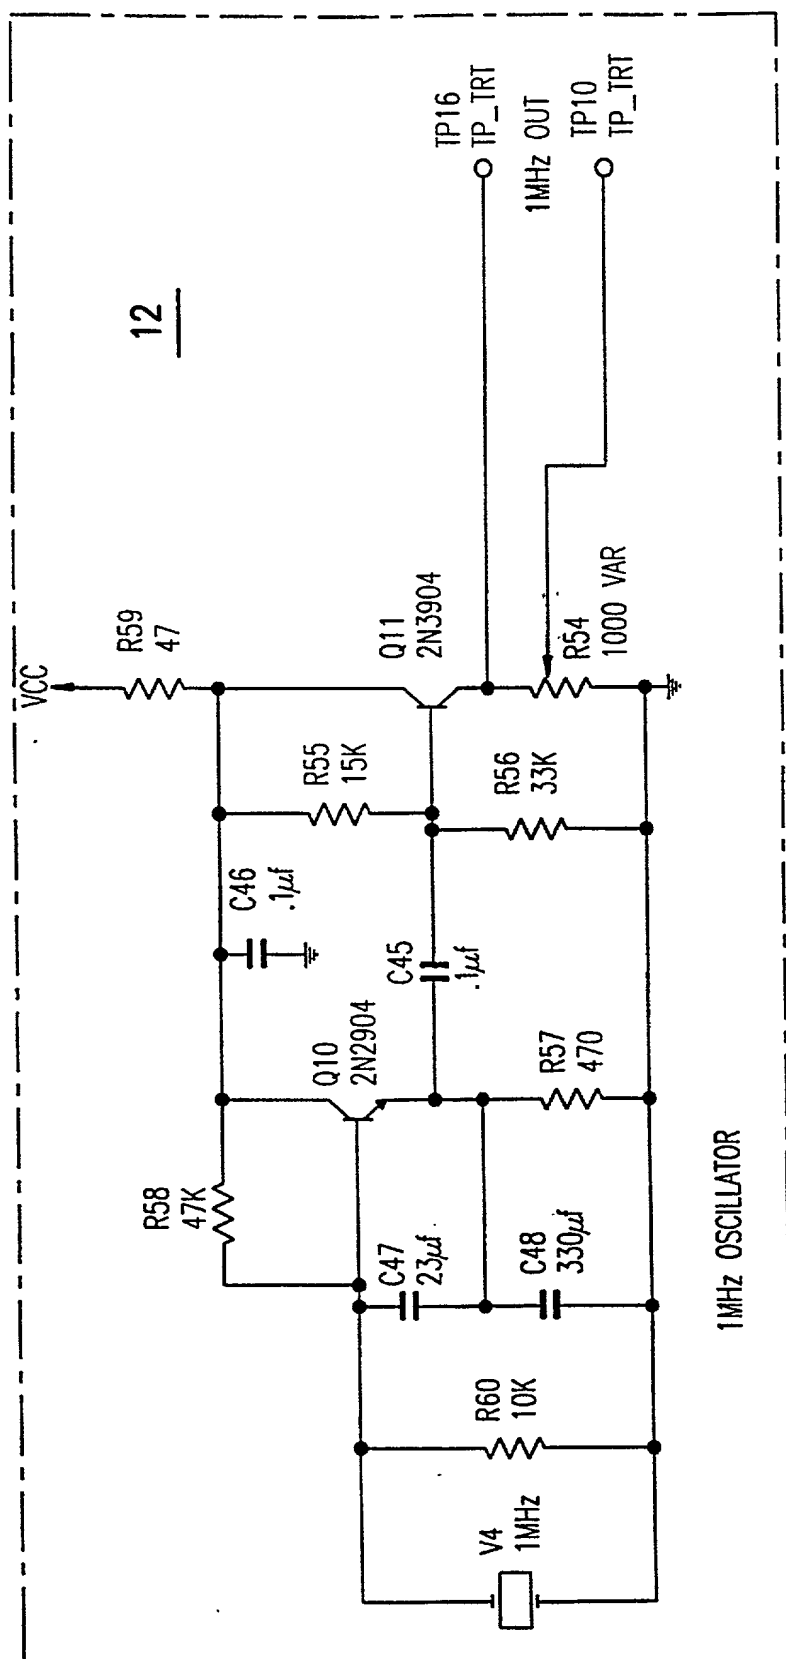 12
VCC
R59
47
Q11
2N3904
TP16
TP_TRT
1MHz OUT
TP10
TP_TRT
R54
1000 VAR
R55
15K
R56
33K
C46
.1µf
C45
.1µf
Q10
2N2904
R57
470
R58
47K
C47
23µf
C48
330µf
R60
10K
V4
1MHz
1MHz OSCILLATOR